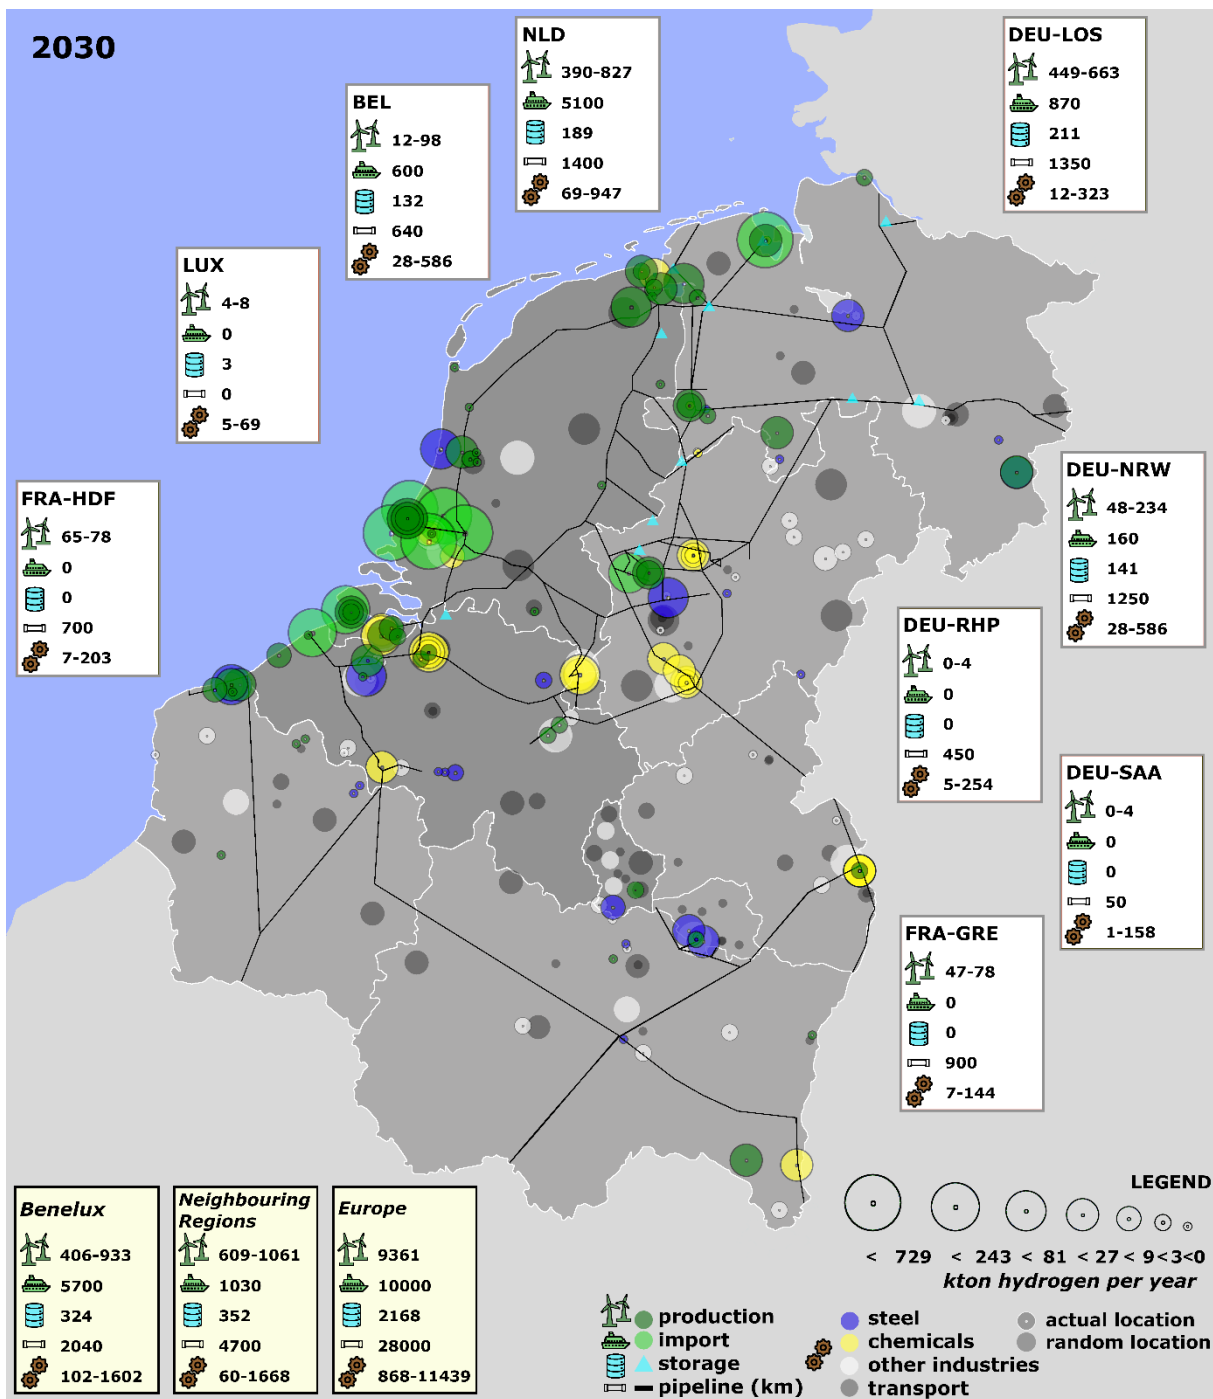 2030
NLD
390-827
5100
189
1400
69-947
DEU-LOS
449-663
870
211
1350
12-323
BEL
12-98
600
132
640
28-586
LUX
4-8
0
3
0
5-69
FRA-HDF
65-78
0
0
700
7-203
DEU-NRW
48-234
160
141
1250
28-586
DEU-RHP
0-4
0
0
450
5-254
DEU-SAA
0-4
0
0
50
1-158
FRA-GRE
47-78
0
0
900
7-144
Benelux
406-933
5700
324
2040
102-1602
Neighbouring
Regions
609-1061
1030
352
4700
60-1668
Europe
9361
10000
2168
28000
868-11439
LEGEND
< 729 < 243 < 81 < 27 < 9 < 3 <0
kton hydrogen per year
production
import
storage
pipeline (km)
steel
chemicals
other industries
transport
actual location
random location